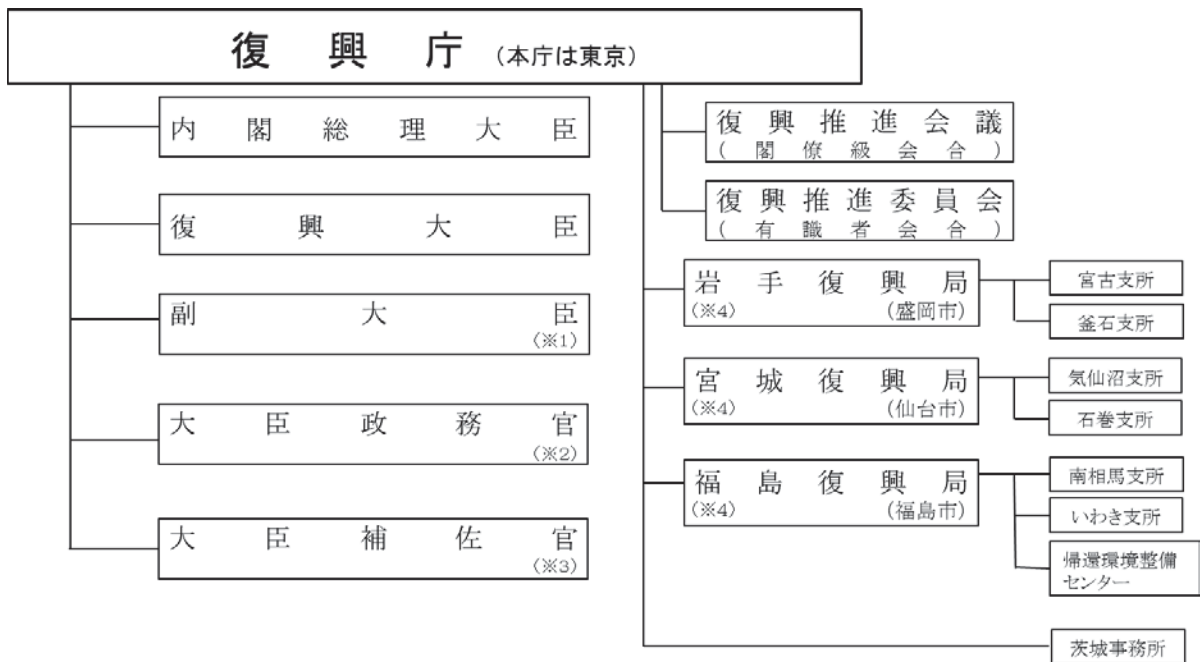 復興庁（本庁は東京）
内閣総理大臣
復興大臣
副大臣
（※1）
大臣政務官
（※2）
大臣補佐官
（※3）
復興推進会議
（閣僚級会合）
復興推進委員会
（有識者会合）
岩手復興局
（※4）（盛岡市）
宮古支所
釜石支所
宮城復興局
（※4）（仙台市）
気仙沼支所
石巻支所
福島復興局
（※4）（福島市）
南相馬支所
いわき支所
帰還環境整備
センター
茨城事務所